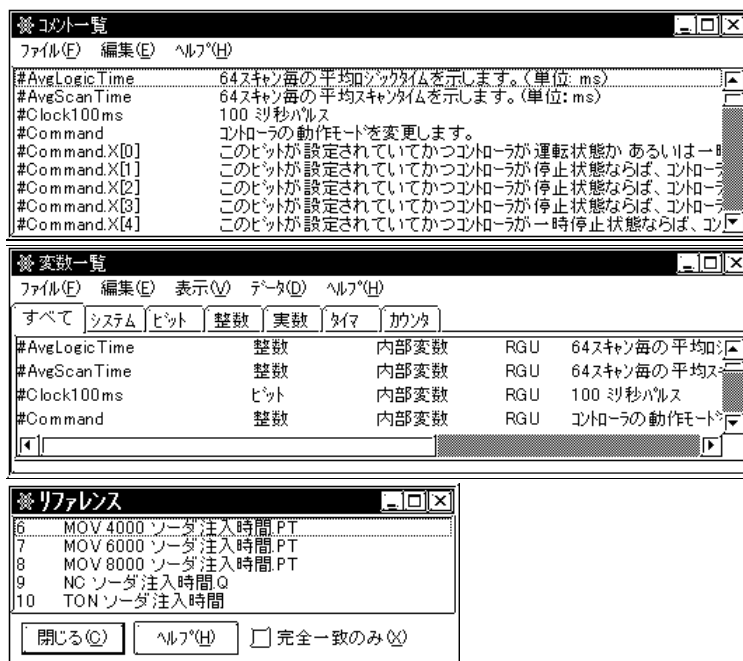 コメント一覧
ファイル(F) 編集(E) ヘルプ(H)
#AvgLogicTime 64スキャン毎の平均ロジックタイムを示します。(単位: ms)
#AvgScanTime 64スキャン毎の平均スキャンタイムを示します。(単位: ms)
#Clock100ms 100 ミリ秒パルス
#Command コントローラの動作モードを変更します。
#Command.X[0] このビットが設定されていてかつコントローラが運転状態か あるいは一時
#Command.X[1] このビットが設定されていてかつコントローラが停止状態ならば、コントローラ
#Command.X[2] このビットが設定されていてかつコントローラが停止状態ならば、コントローラ
#Command.X[3] このビットが設定されていてかつコントローラが停止状態ならば、コントローラ
#Command.X[4] このビットが設定されていてかつコントローラが一時停止状態ならば、コン
変数一覧
ファイル(F) 編集(E) 表示(V) データ(D) ヘルプ(H)
すべて システム ビット 整数 実数 タイマ カウンタ
#AvgLogicTime 整数 内部変数 RGU 64スキャン毎の平均ロジ
#AvgScanTime 整数 内部変数 RGU 64スキャン毎の平均スキ
#Clock100ms ビット 内部変数 RGU 100 ミリ秒パルス
#Command 整数 内部変数 RGU コントローラの動作モード
リファレンス
6 MOV 4000 ソーダ注入時間.PT
7 MOV 6000 ソーダ注入時間.PT
8 MOV 8000 ソーダ注入時間.PT
9 NC ソーダ注入時間.Q
10 TON ソーダ注入時間
閉じる(C) ヘルプ(H) 完全一致のみ(X)